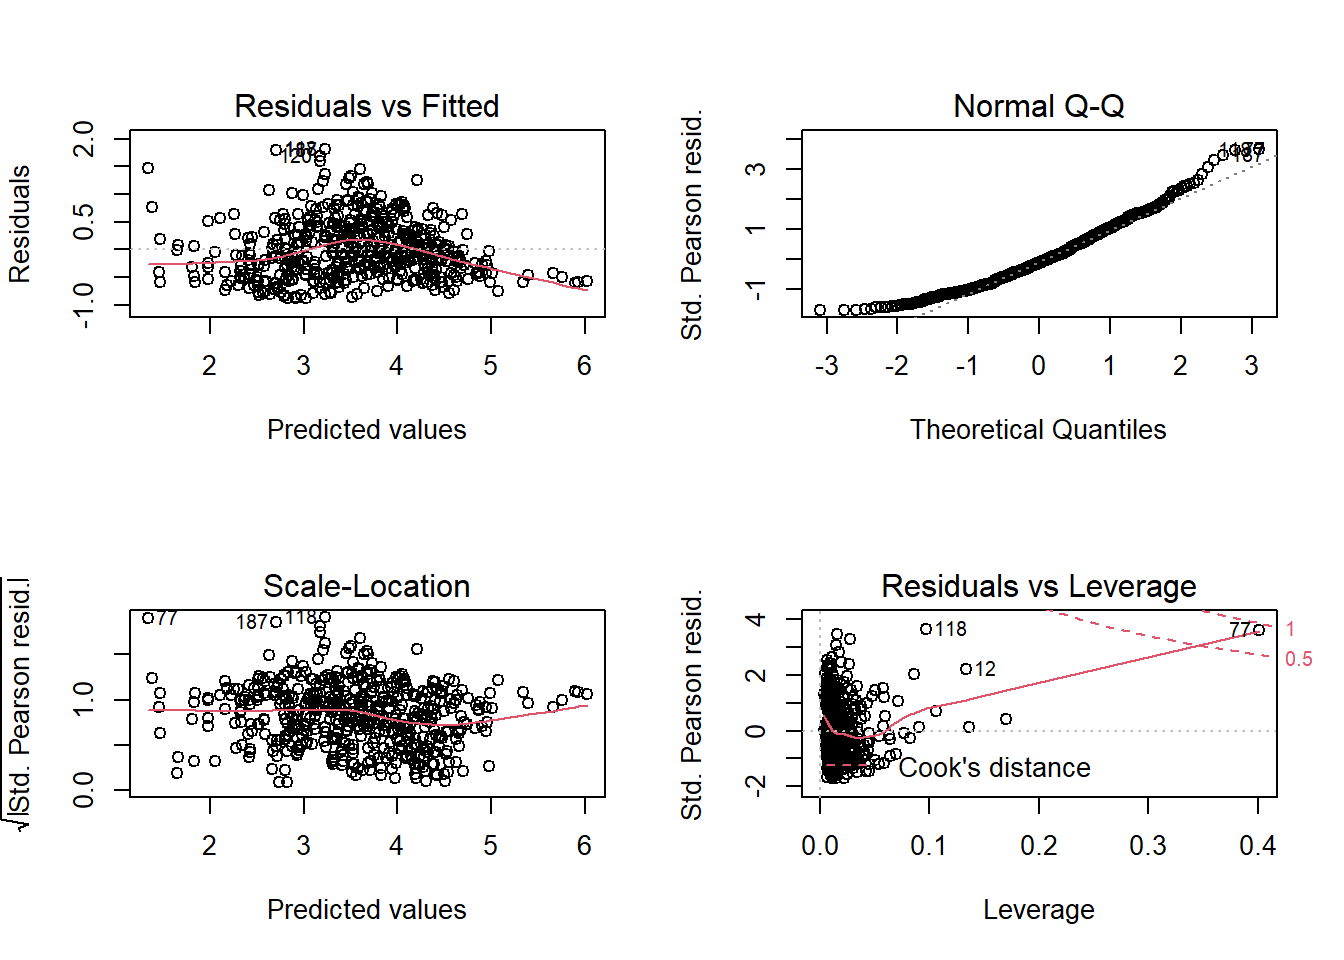 Residuals vs Fitted
Residuals
-1.0 0.5 2.0
187
120
2 3 4 5 6
Predicted values
Normal Q-Q
Std. Pearson resid.
-1 1 3
187
-3 -2 -1 0 1 2 3
Theoretical Quantiles
Scale-Location
√|Std. Pearson resid.|
0.0 1.0
77
187
118
2 3 4 5 6
Predicted values
Residuals vs Leverage
Std. Pearson resid.
-2 0 2 4
118
77
12
1
0.5
Cook's distance
0.0 0.1 0.2 0.3 0.4
Leverage